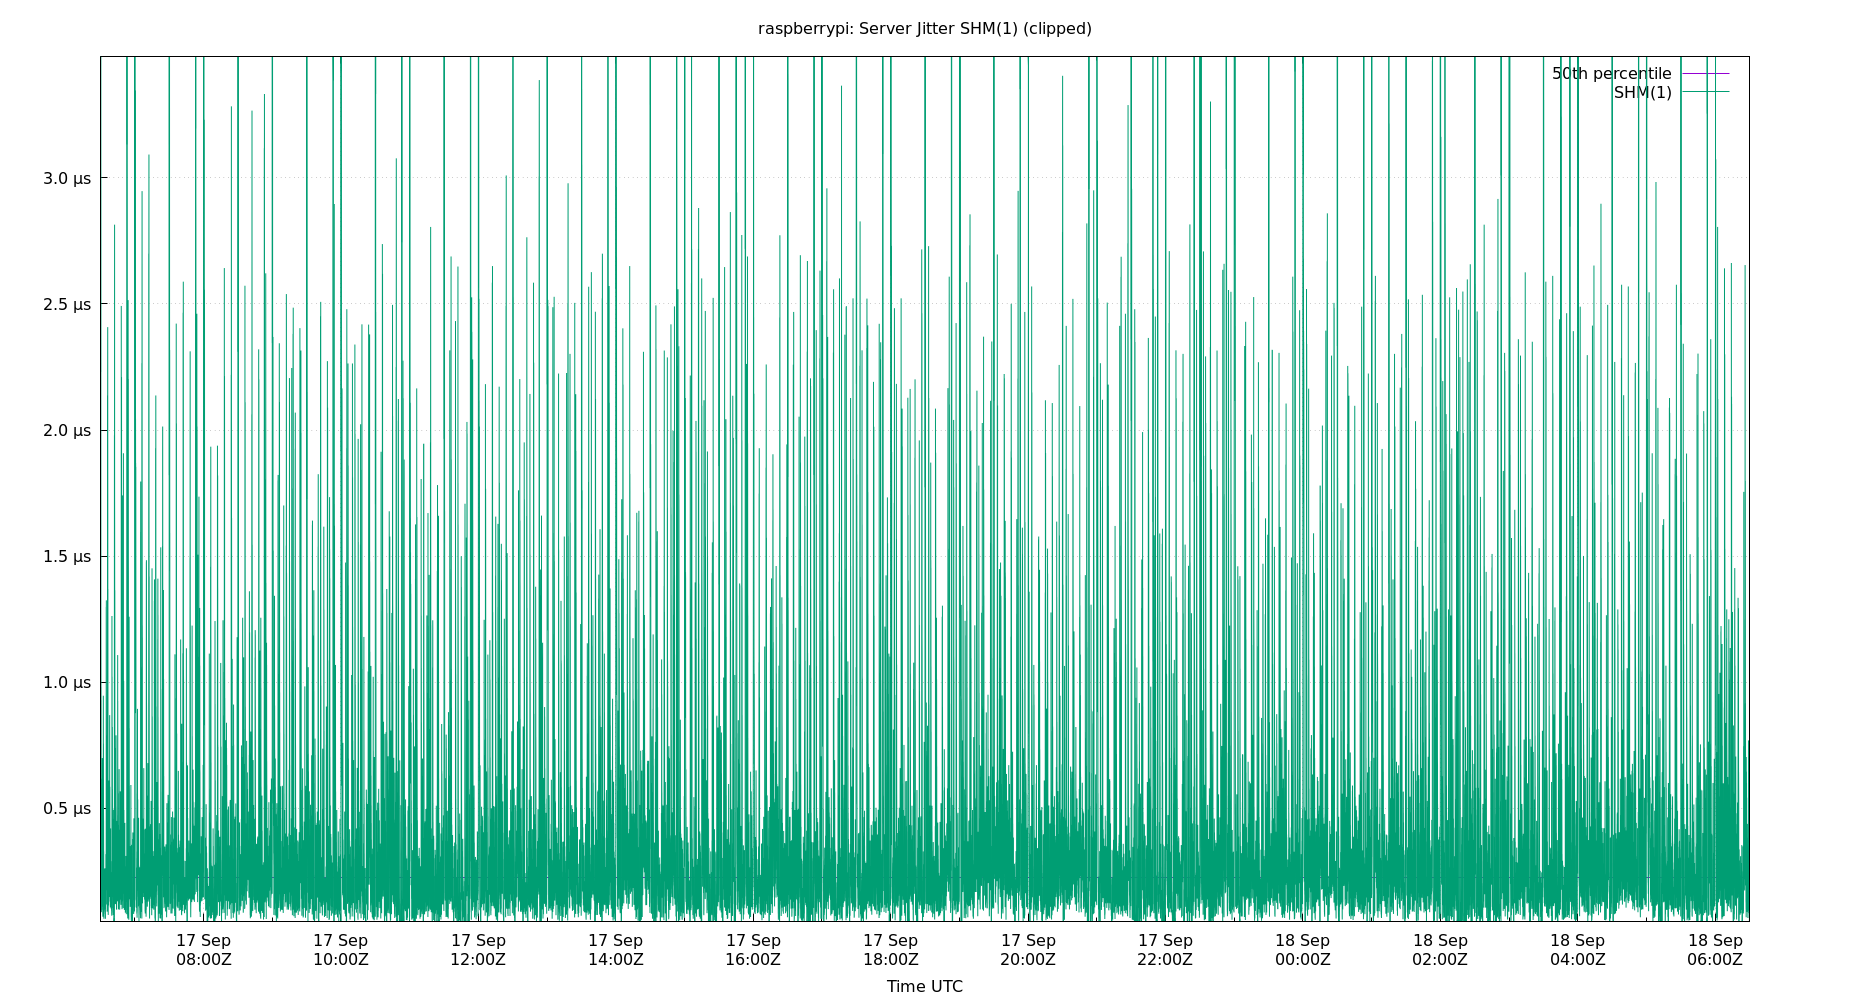 raspberrypi: Server Jitter SHM(1) (clipped)
50th percentile
SHM(1)
3.0 µs
2.5 µs
2.0 µs
1.5 µs
1.0 µs
0.5 µs
17 Sep 17 Sep 17 Sep 17 Sep 17 Sep 17 Sep 17 Sep 17 Sep 18 Sep 18 Sep 18 Sep 18 Sep
08:00Z 10:00Z 12:00Z 14:00Z 16:00Z 18:00Z 20:00Z 22:00Z 00:00Z 02:00Z 04:00Z 06:00Z
Time UTC